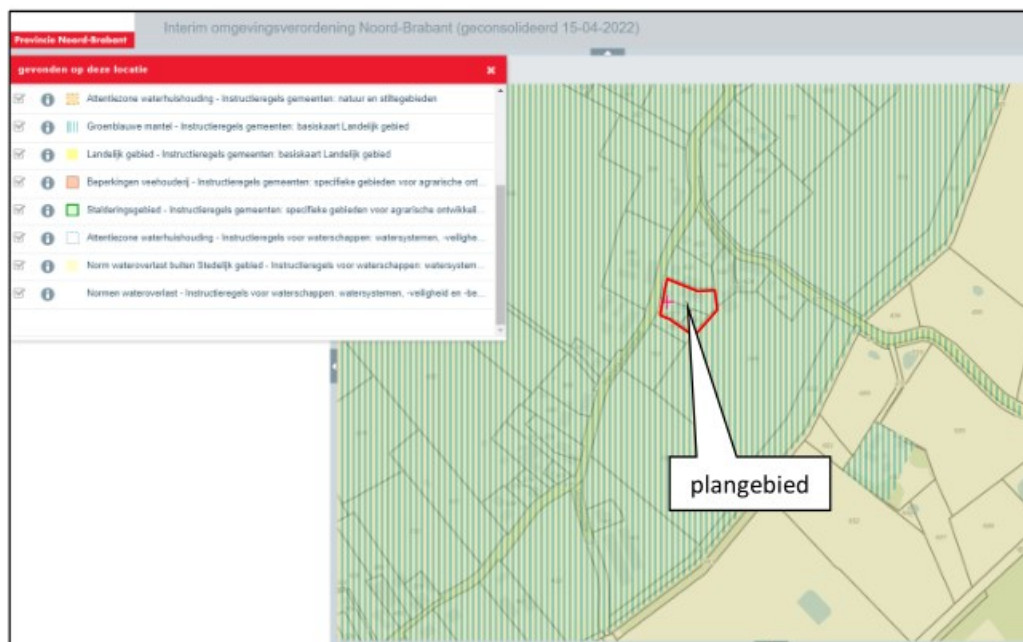 Interim omgevingsverordening Noord-Brabant (geconsolideerd 15-04-2022)
Provincie Noord-Brabant
gevonden op deze locatie
Attentiezone waterhuishouding - Instructieregels gemeenten: natuur en stiltegebieden
Groenblauwe mantel - Instructieregels gemeenten: basiskaart Landelijk gebied
Landelijk gebied - Instructieregels gemeenten: basiskaart Landelijk gebied
Beperkingen veehouderij - Instructieregels gemeenten: specifieke gebieden voor agrarische ont...
Stalderingsgebied - Instructieregels gemeenten: specifieke gebieden voor agrarische ontwikkel...
Attentiezone waterhuishouding - Instructieregels voor waterschappen: watersystemen, -veilighe...
Norm wateroverlast buiten Stedelijk gebied - Instructieregels voor waterschappen: watersystem...
Normen wateroverlast - Instructieregels voor waterschappen: watersystemen, -veiligheid en -be...
plangebied